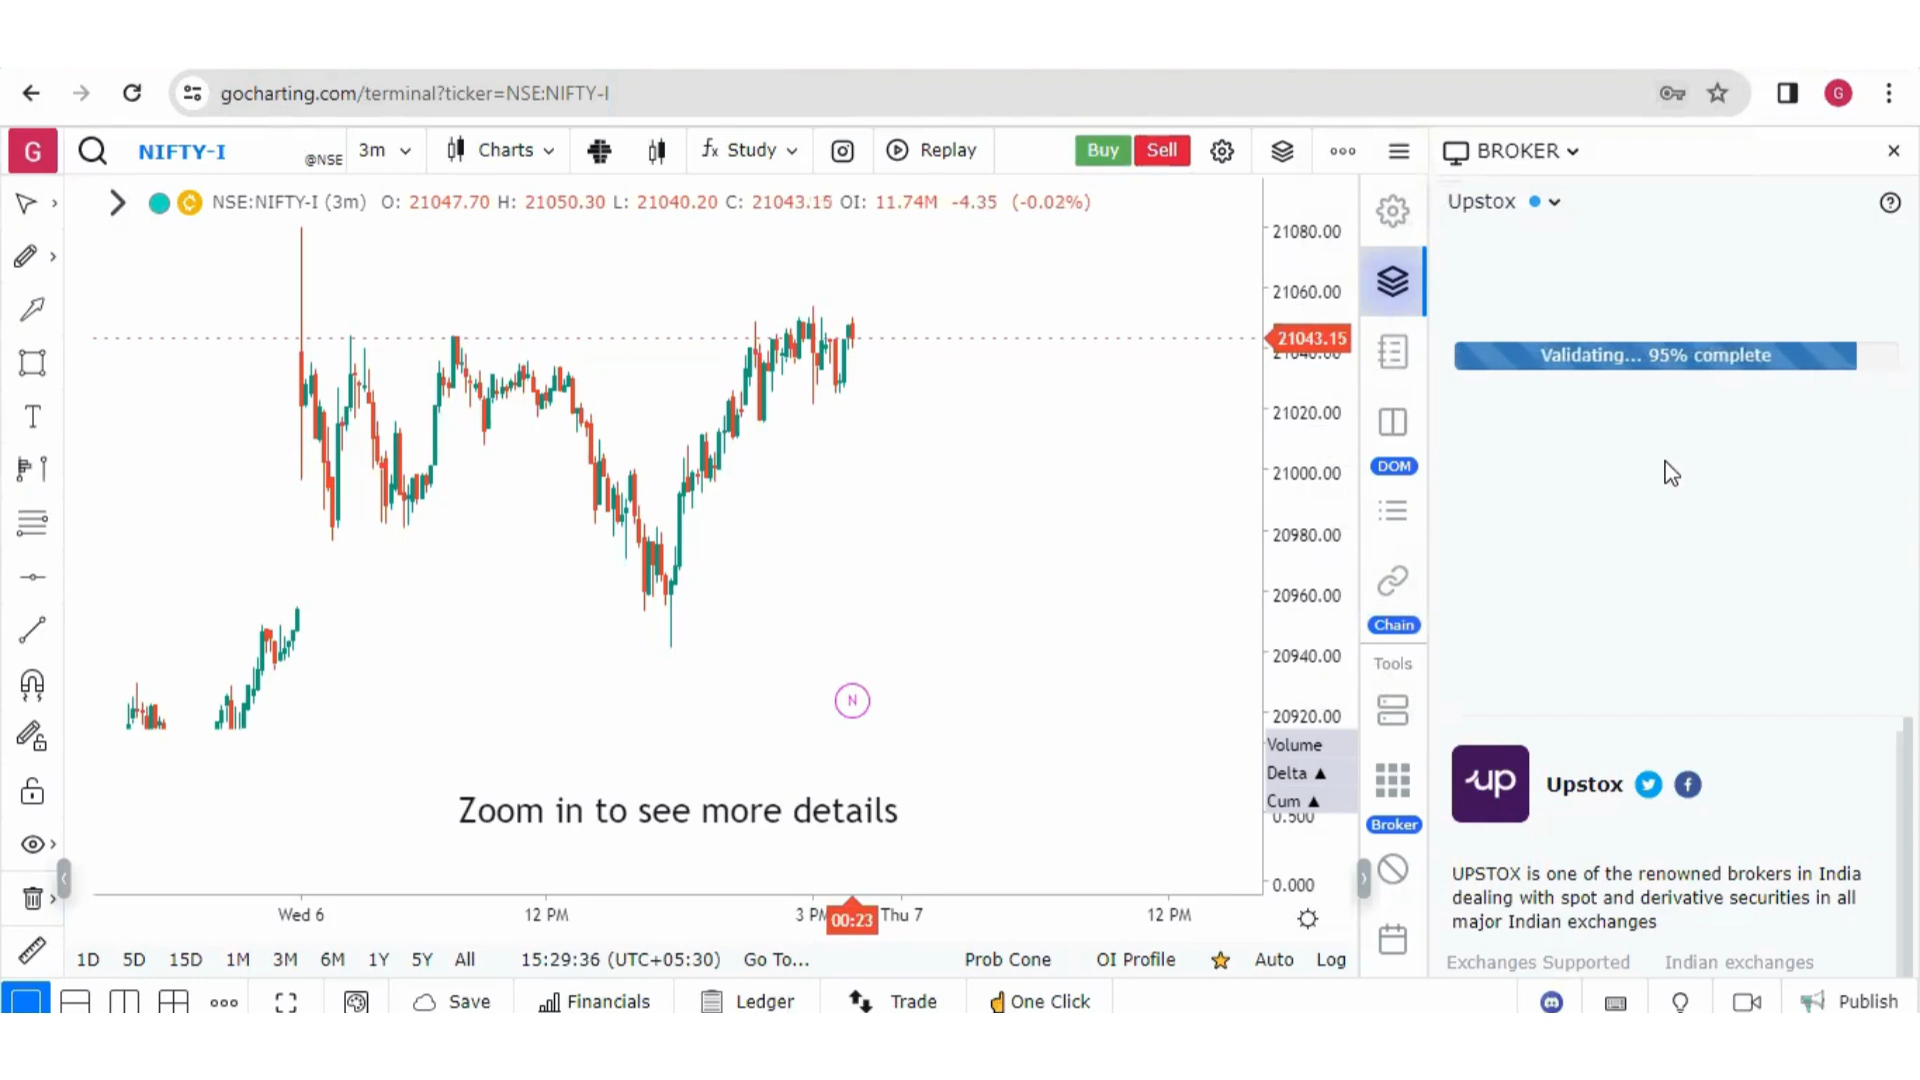 gocharting.com/terminal?ticker=NSE:NIFTY-I
G
G
NIFTY-I
@NSE
3m
Charts
fx Study
Replay
Buy
Sell
BROKER
NSE:NIFTY-I (3m) O: 21047.70 H: 21050.30 L: 21040.20 C: 21043.15 OI: 11.74M -4.35 (-0.02%)
Upstox
21080.00
21060.00
21043.15
21040.00
21020.00
21000.00
20980.00
20960.00
20940.00
20920.00
Volume
Delta ▲
Cum ▲
0.500
0.000
T
N
Zoom in to see more details
DOM
Chain
Tools
Broker
Validating... 95% complete
up
Upstox
UPSTOX is one of the renowned brokers in India
dealing with spot and derivative securities in all
major Indian exchanges
Exchanges Supported Indian exchanges
Wed 6
12 PM
3 PM
00:23
Thu 7
12 PM
1D 5D 15D 1M 3M 6M 1Y 5Y All 15:29:36 (UTC+05:30) Go To... Prob Cone OI Profile Auto Log
Save
Financials
Ledger
Trade
One Click
Publish